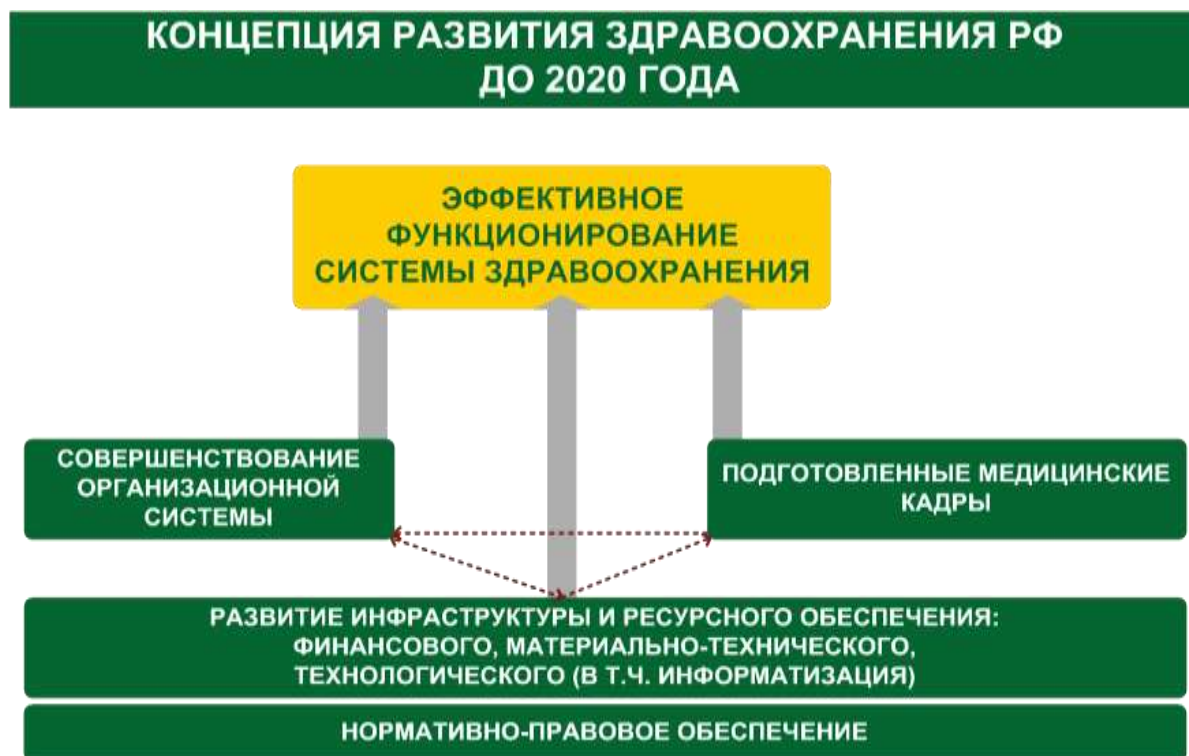 КОНЦЕПЦИЯ РАЗВИТИЯ ЗДРАВООХРАНЕНИЯ РФ
ДО 2020 ГОДА
ЭФФЕКТИВНОЕ
ФУНКЦИОНИРОВАНИЕ
СИСТЕМЫ ЗДРАВООХРАНЕНИЯ
СОВЕРШЕНСТВОВАНИЕ
ОРГАНИЗАЦИОННОЙ
СИСТЕМЫ
ПОДГОТОВЛЕННЫЕ МЕДИЦИНСКИЕ
КАДРЫ
РАЗВИТИЕ ИНФРАСТРУКТУРЫ И РЕСУРСНОГО ОБЕСПЕЧЕНИЯ:
ФИНАНСОВОГО, МАТЕРИАЛЬНО-ТЕХНИЧЕСКОГО,
ТЕХНОЛОГИЧЕСКОГО (В Т.Ч. ИНФОРМАТИЗАЦИЯ)
НОРМАТИВНО-ПРАВОВОЕ ОБЕСПЕЧЕНИЕ